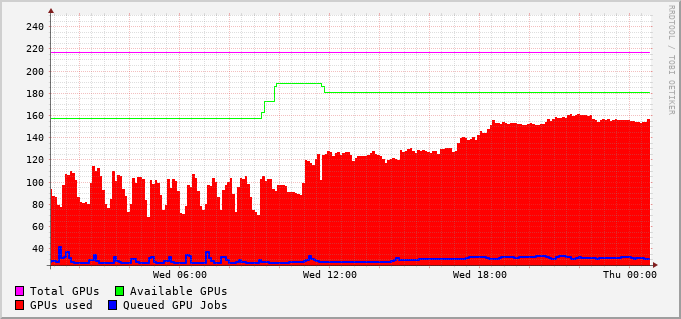 RRDTOOL / TOBI OETIKER
240
220
200
180
160
140
120
100
80
60
40
Wed 06:00 Wed 12:00 Wed 18:00 Thu 00:00
Total GPUs Available GPUs
GPUs used Queued GPU Jobs